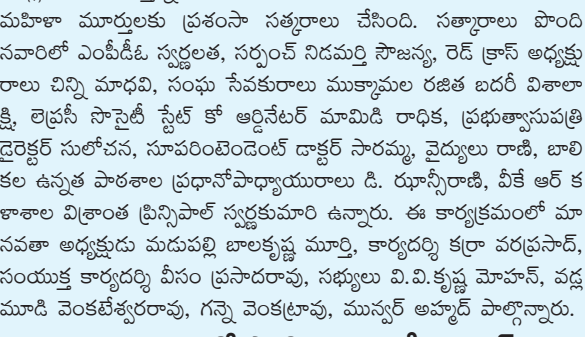 మహిళా మూర్తులకు ప్రశంసా సత్కరాలు చేసింది. సత్కారాలు పొంది
నవారిలో ఎంపీడీఓ స్వర్ణలత, సర్పంచ్ నిడమర్తి సౌజన్య, రెడ్ క్రాస్ అధ్యక్షు
రాలు చిన్ని మాధవి, సంఘ సేవకురాలు ముక్కామల రజిత బదరీ విశాలా
క్షి, లెప్రసీ సొసైటీ స్టేట్ కో ఆర్డినేటర్ మామిడి రాధిక, ప్రభుత్వాసుపత్రి
డైరెక్టర్ సులోచన, సూపరింటెండెంట్ డాక్టర్ సారమ్మ, వైద్యులు రాణి, బాలి
కల ఉన్నత పాఠశాల ప్రధానోపాధ్యాయురాలు డి. ఝాన్సీరాణి, వీకే ఆర్ క
ళాశాల విశ్రాంత ప్రిన్సిపాల్ స్వర్ణకుమారి ఉన్నారు. ఈ కార్యక్రమంలో మా
నవతా అధ్యక్షుడు మడుపల్లి బాలకృష్ణ మూర్తి, కార్యదర్శి కర్రా వరప్రసాద్,
సంయుక్త కార్యదర్శి వీసం ప్రసాదరావు, సభ్యులు వి.వి.కృష్ణ మోహన్, వడ్ల
మూడి వెంకటేశ్వరరావు, గన్నె వెంకట్రావు, మున్వర్ అహ్మద్ పాల్గొన్నారు.